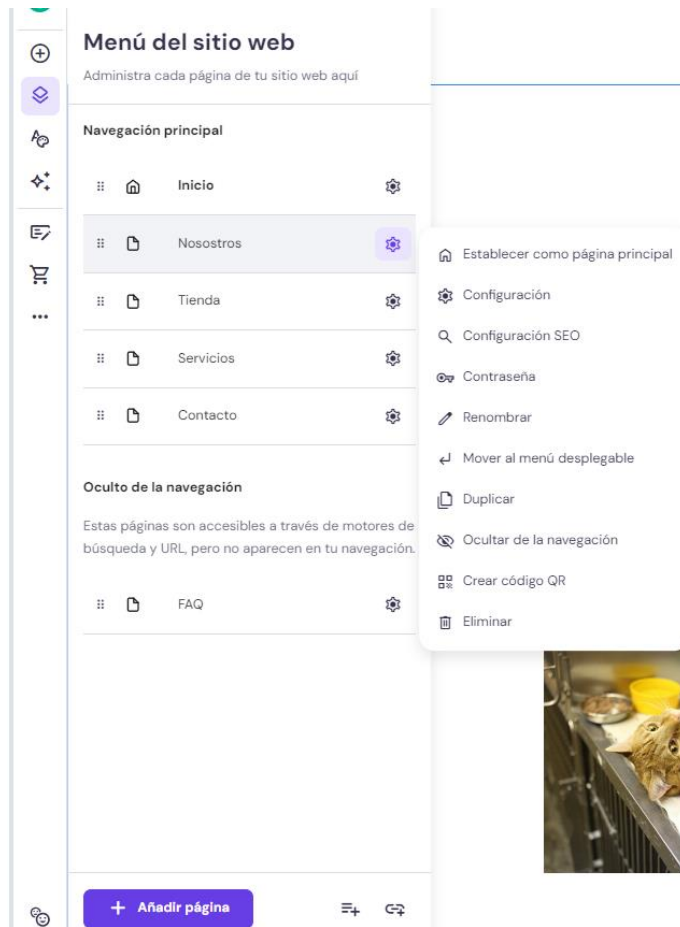 Menú del sitio web
Administra cada página de tu sitio web aquí
Navegación principal
Inicio
Nosostros
Tienda
Servicios
Contacto
Oculto de la navegación
Estas páginas son accesibles a través de motores de
búsqueda y URL, pero no aparecen en tu navegación.
FAQ
Añadir página
Establecer como página principal
Configuración
Configuración SEO
Contraseña
Renombrar
Mover al menú desplegable
Duplicar
Ocultar de la navegación
Crear código QR
Eliminar